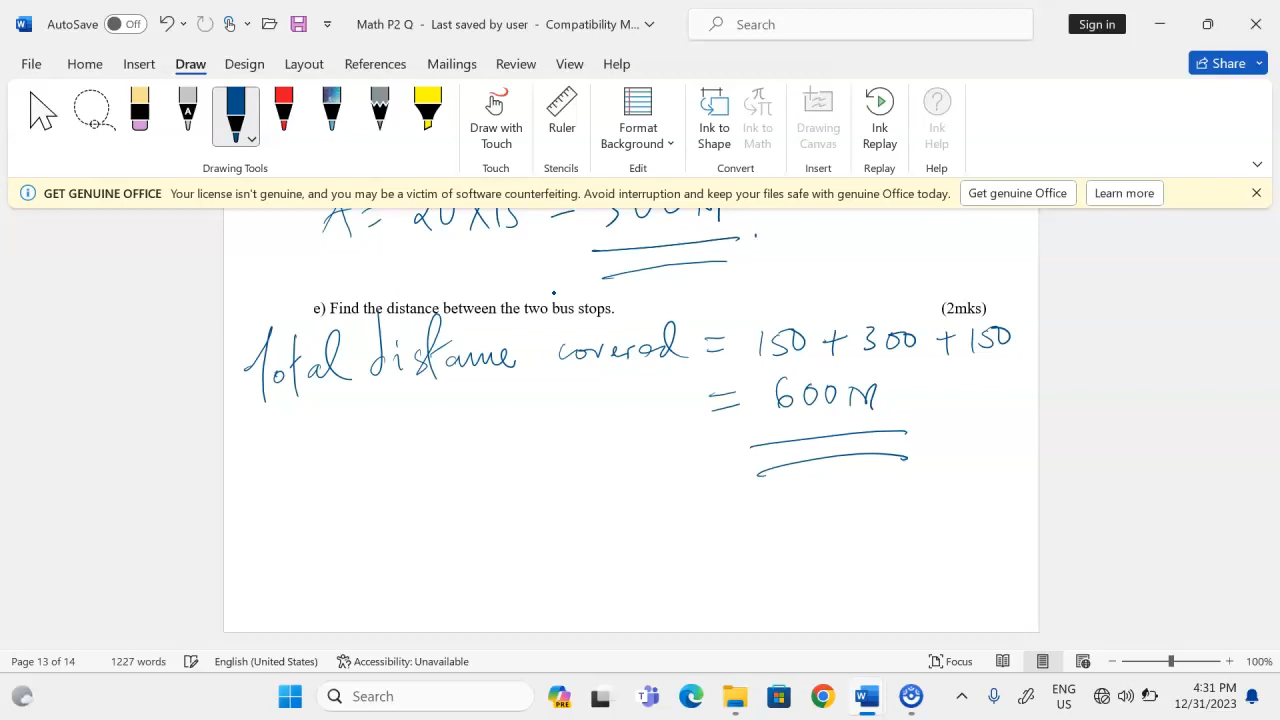 AutoSave Off Math P2 Q - Last saved by user - Compatibility M... Search Sign in
File Home Insert Draw Design Layout References Mailings Review View Help Share
Draw with Touch Ruler Format Background Ink to Shape Ink to Math Drawing Canvas Ink Replay Ink Help
Drawing Tools Touch Stencils Edit Convert Insert Replay Help
GET GENUINE OFFICE Your license isn't genuine, and you may be a victim of software counterfeiting. Avoid interruption and keep your files safe with genuine Office today. Get genuine Office Learn more
A = 20 x 15 = 300 M
e) Find the distance between the two bus stops. (2mks)
Total distance covered = 150 + 300 + 150
= 600 M
Page 13 of 14 1227 words English (United States) Accessibility: Unavailable Focus 100%
Search PRE ENG US 4:31 PM 12/31/2023